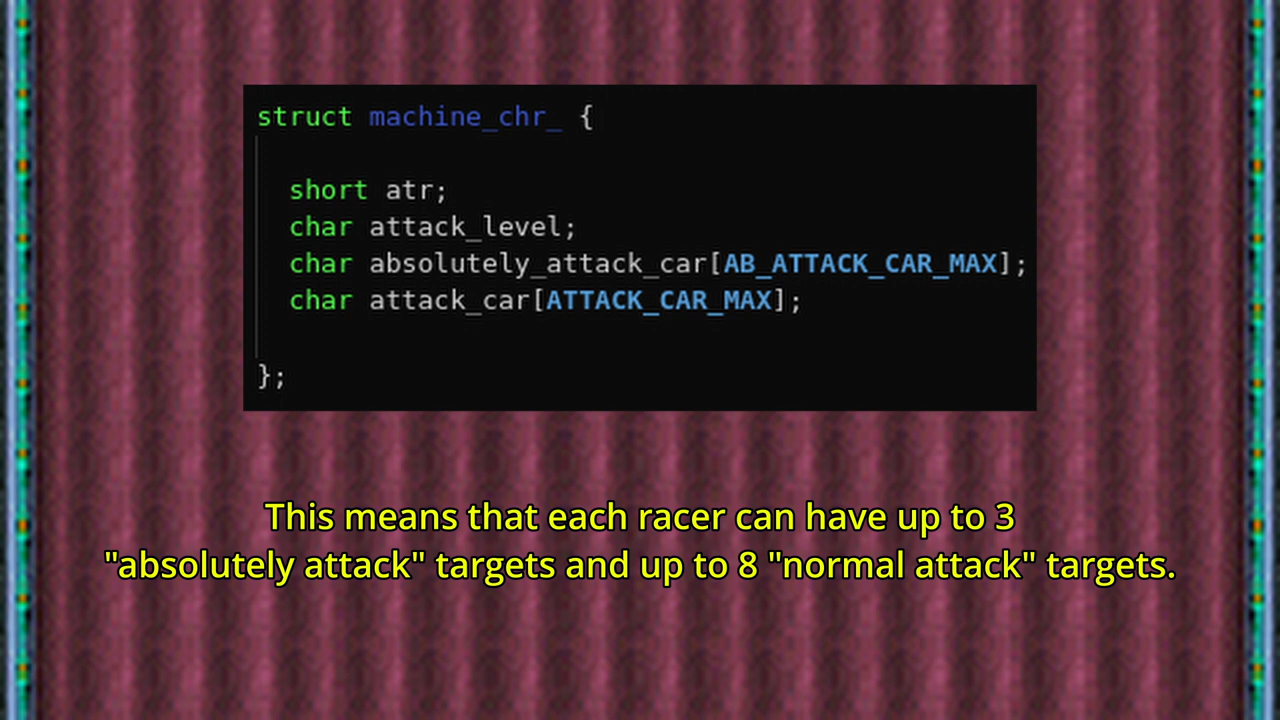 struct machine_chr_ {
short atr;
char attack_level;
char absolutely_attack_car[AB_ATTACK_CAR_MAX];
char attack_car[ATTACK_CAR_MAX];
};
This means that each racer can have up to 3
"absolutely attack" targets and up to 8 "normal attack" targets.